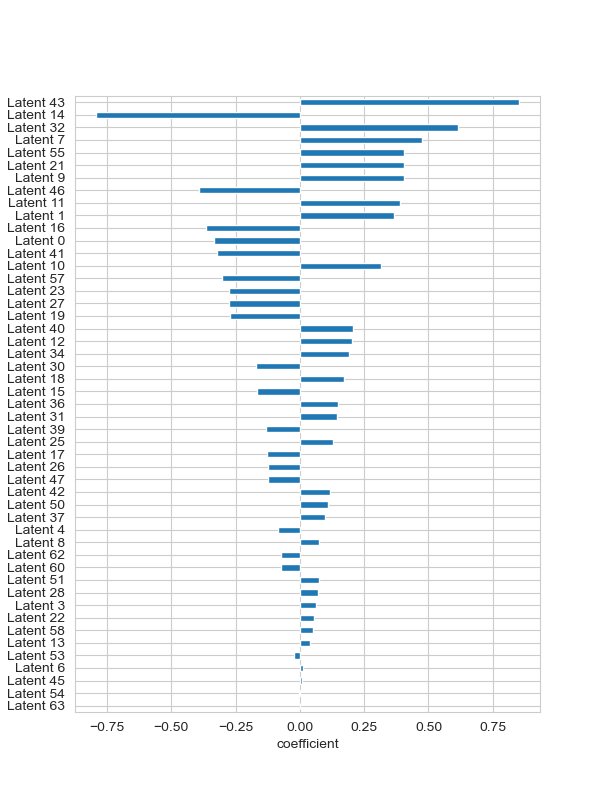 Latent 43
Latent 14
Latent 32
Latent 7
Latent 55
Latent 21
Latent 9
Latent 46
Latent 11
Latent 1
Latent 16
Latent 0
Latent 41
Latent 10
Latent 57
Latent 23
Latent 27
Latent 19
Latent 40
Latent 12
Latent 34
Latent 30
Latent 18
Latent 15
Latent 36
Latent 31
Latent 39
Latent 25
Latent 17
Latent 26
Latent 47
Latent 42
Latent 50
Latent 37
Latent 4
Latent 8
Latent 62
Latent 60
Latent 51
Latent 28
Latent 3
Latent 22
Latent 58
Latent 13
Latent 53
Latent 6
Latent 45
Latent 54
Latent 63
−0.75 −0.50 −0.25 0.00 0.25 0.50 0.75
coefficient